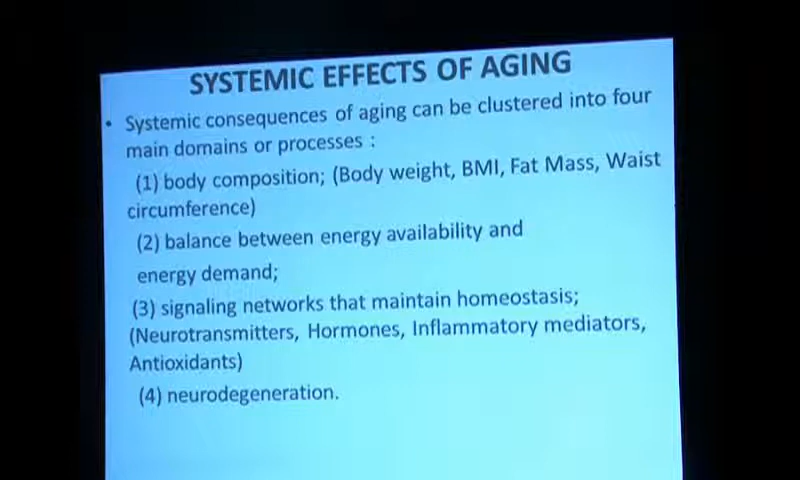 SYSTEMIC EFFECTS OF AGING
• Systemic consequences of aging can be clustered into four
main domains or processes :
(1) body composition; (Body weight, BMI, Fat Mass, Waist
circumference)
(2) balance between energy availability and
energy demand;
(3) signaling networks that maintain homeostasis;
(Neurotransmitters, Hormones, Inflammatory mediators,
Antioxidants)
(4) neurodegeneration.